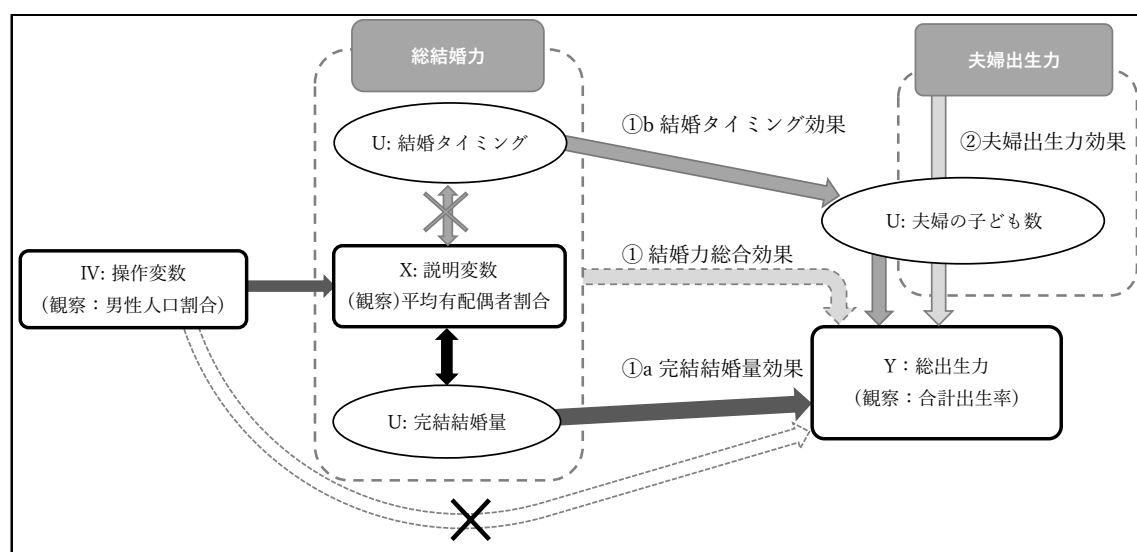 総結婚力
夫婦出生力
U: 結婚タイミング
①b 結婚タイミング効果
②夫婦出生力効果
U: 夫婦の子ども数
IV: 操作変数
(観察：男性人口割合)
X: 説明変数
(観察)平均有配偶者割合
① 結婚力総合効果
①a 完結結婚量効果
Y：総出生力
(観察：合計出生率)
U: 完結結婚量